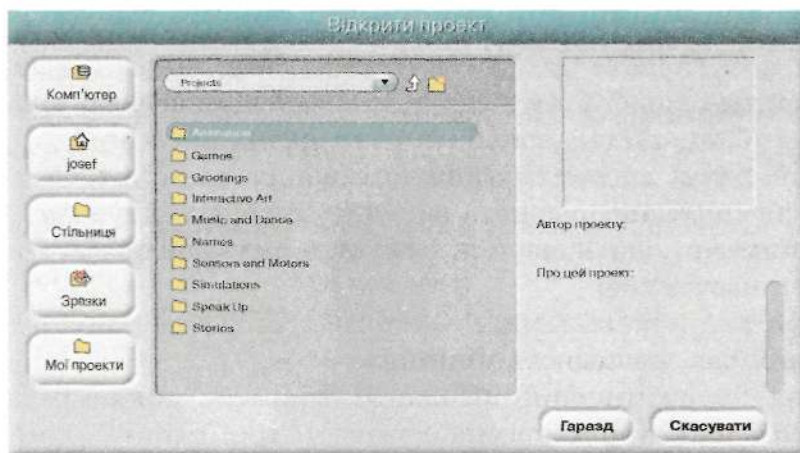 Відкрити проект
Комп'ютер
josef
Стільниця
Зразки
Мої проекти
Projects
Animation
Games
Greetings
Interactive Art
Music and Dance
Names
Sensors and Motors
Simulations
Speak Up
Stories
Автор проекту:
Про цей проект:
Гаразд
Скасувати